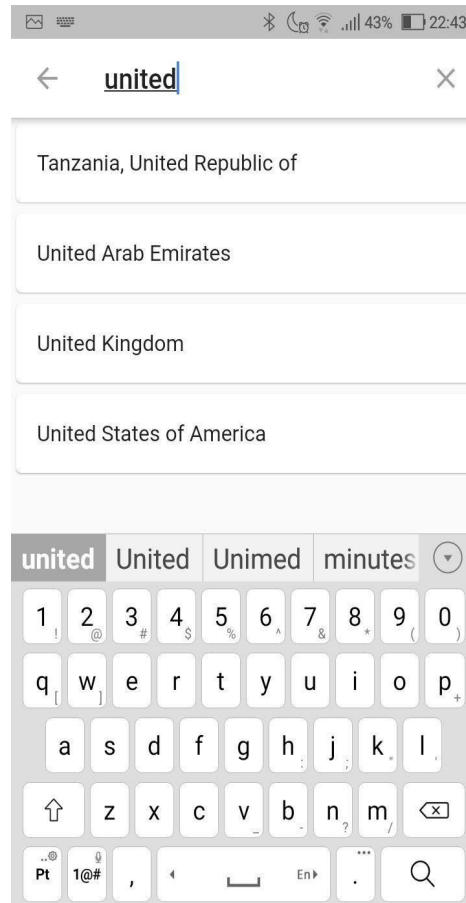 43% 22:43
united
Tanzania, United Republic of
United Arab Emirates
United Kingdom
United States of America
united United Unimed minutes
1 ! 2 @ 3 # 4 $ 5 % 6 ^ 7 & 8 * 9 ( 0 )
q [ w ] e r t y u i o p +
a s d f g h : j ; k " l '
z x c v _ b - n ? m /
Pt 1@# , En . ...